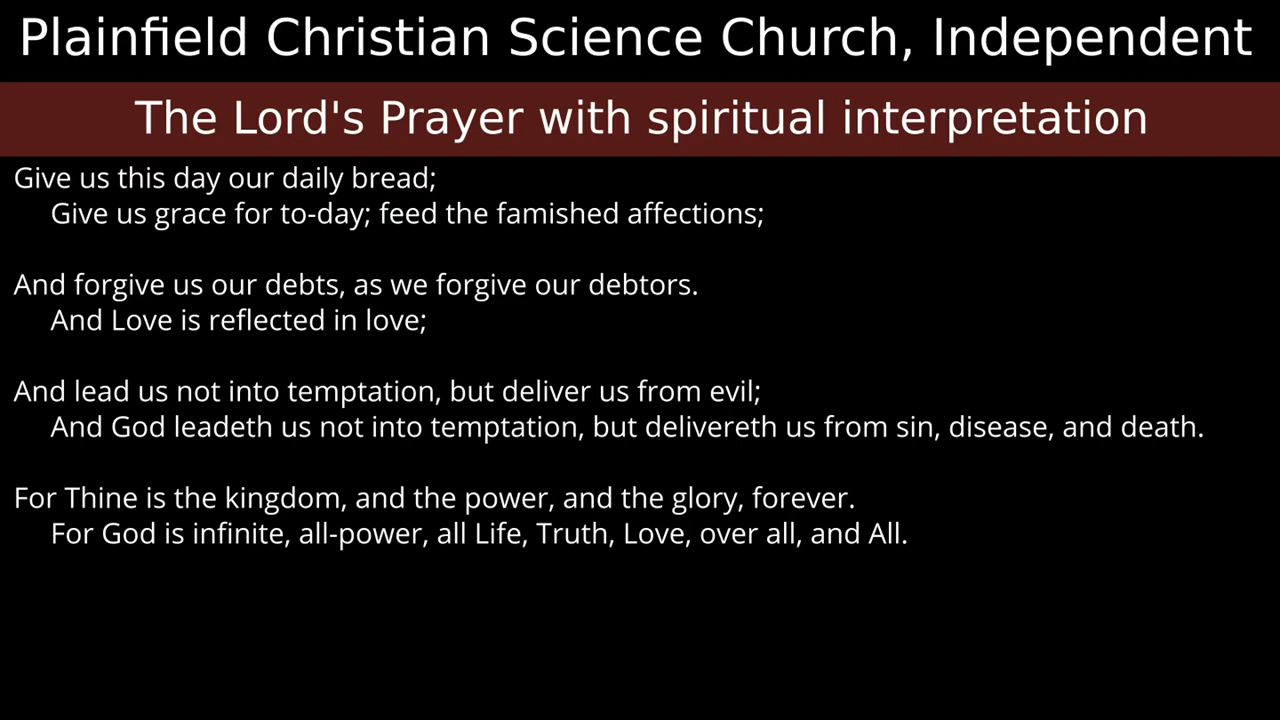 Plainfield Christian Science Church, Independent
The Lord's Prayer with spiritual interpretation
Give us this day our daily bread;
Give us grace for to-day; feed the famished affections;
And forgive us our debts, as we forgive our debtors.
And Love is reflected in love;
And lead us not into temptation, but deliver us from evil;
And God leadeth us not into temptation, but delivereth us from sin, disease, and death.
For Thine is the kingdom, and the power, and the glory, forever.
For God is infinite, all-power, all Life, Truth, Love, over all, and All.